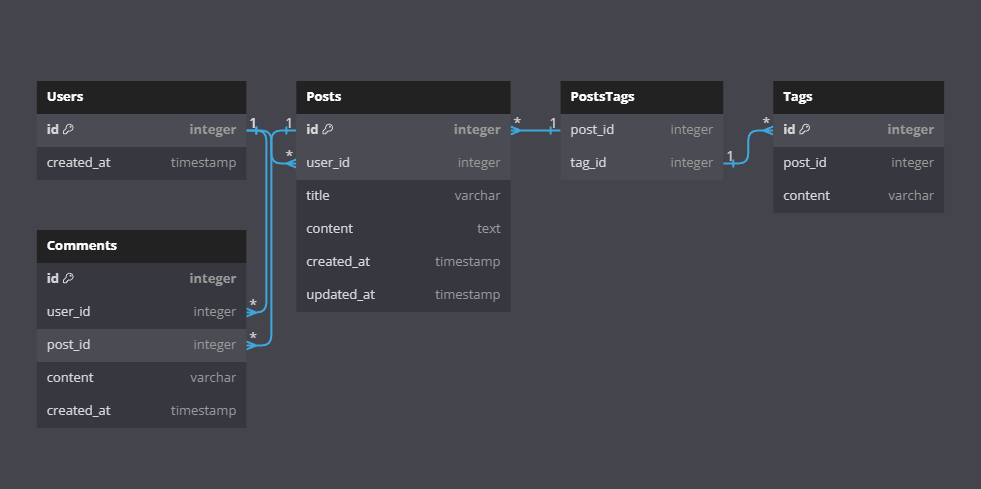 Users
id integer
created_at timestamp
Comments
id integer
user_id integer
post_id integer
content varchar
created_at timestamp
1
*
*
1
*
Posts
id integer
user_id integer
title varchar
content text
created_at timestamp
updated_at timestamp
*
1
PostsTags
post_id integer
tag_id integer
1
*
Tags
id integer
post_id integer
content varchar